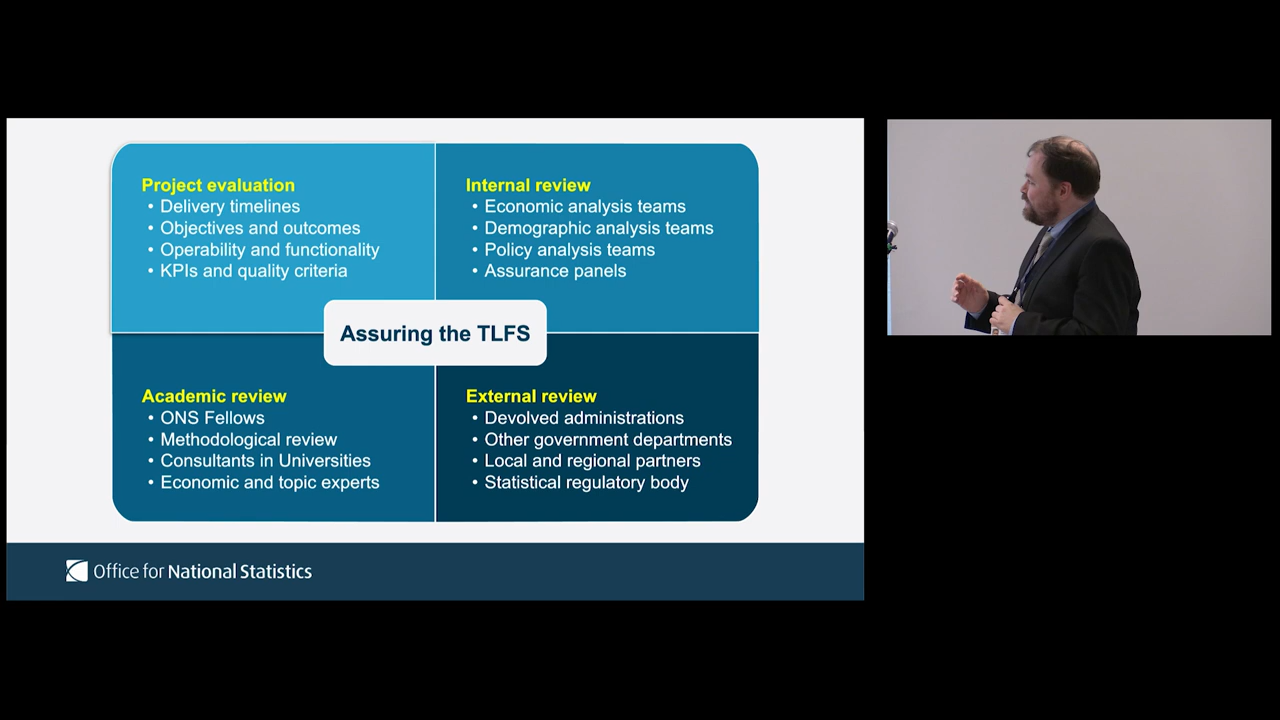 Project evaluation
• Delivery timelines
• Objectives and outcomes
• Operability and functionality
• KPIs and quality criteria
Internal review
• Economic analysis teams
• Demographic analysis teams
• Policy analysis teams
• Assurance panels
Assuring the TLFS
Academic review
• ONS Fellows
• Methodological review
• Consultants in Universities
• Economic and topic experts
External review
• Devolved administrations
• Other government departments
• Local and regional partners
• Statistical regulatory body
Office for National Statistics